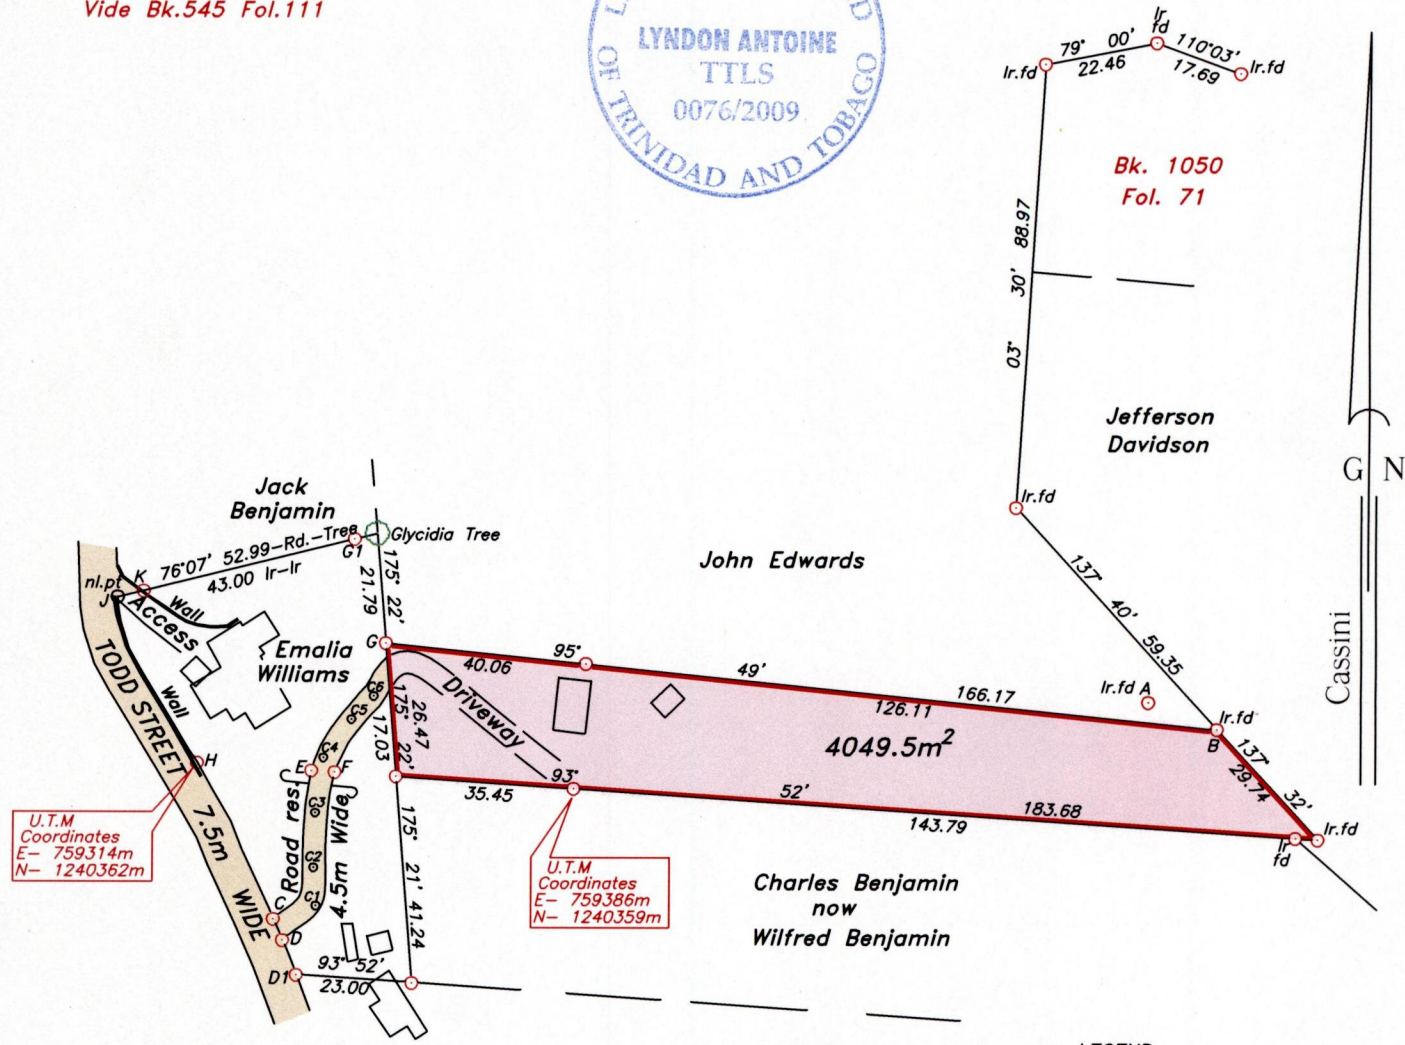 Vide Bk.545 Fol.111
LYNDON ANTOINE
TTLS
0076/2009
OF TRINIDAD AND TOBAGO
Ir.fd
79° 00'
22.46
Ir
fd
110°03'
17.69
Ir.fd
Bk. 1050
Fol. 71
03° 30' 88.97
Jefferson
Davidson
G N
Cassini
Ir.fd
Jack
Benjamin
Glycidia Tree
G1
76°07' 52.99-Rd.-Tree
43.00 Ir-Ir
K
nl.pt
J
Access
Wall
Wall
175° 22'
21.79
John Edwards
137° 40' 59.35
Emalia
Williams
G
40.06
95° 49'
166.17
126.11
Ir.fd A
Ir.fd
B
Driveway
175° 22'
26.47
17.03
4049.5m²
137° 32'
29.74
TODD STREET 7.5m WIDE
H
E
F
C6
C5
C4
C3
C2
C1
Road res.
4.5m Wide
35.45
93° 52'
183.68
143.79
Ir
fd
Ir.fd
U.T.M
Coordinates
E- 759314m
N- 1240362m
U.T.M
Coordinates
E- 759386m
N- 1240359m
Charles Benjamin
now
Wilfred Benjamin
175° 21' 41.24
C
D
D1
93° 52'
23.00